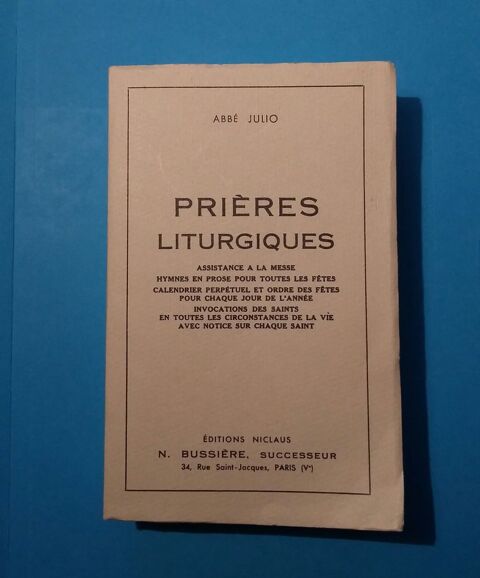 ABBÉ JULIO
PRIÈRES
LITURGIQUES
ASSISTANCE A LA MESSE
HYMNES EN PROSE POUR TOUTES LES FÊTES
CALENDRIER PERPÉTUEL ET ORDRE DES FÊTES
POUR CHAQUE JOUR DE L'ANNÉE
INVOCATIONS DES SAINTS
EN TOUTES LES CIRCONSTANCES DE LA VIE
AVEC NOTICE SUR CHAQUE SAINT
ÉDITIONS NICLAUS
N. BUSSIÈRE, SUCCESSEUR
34, Rue Saint-Jacques, PARIS (Vᵉ)